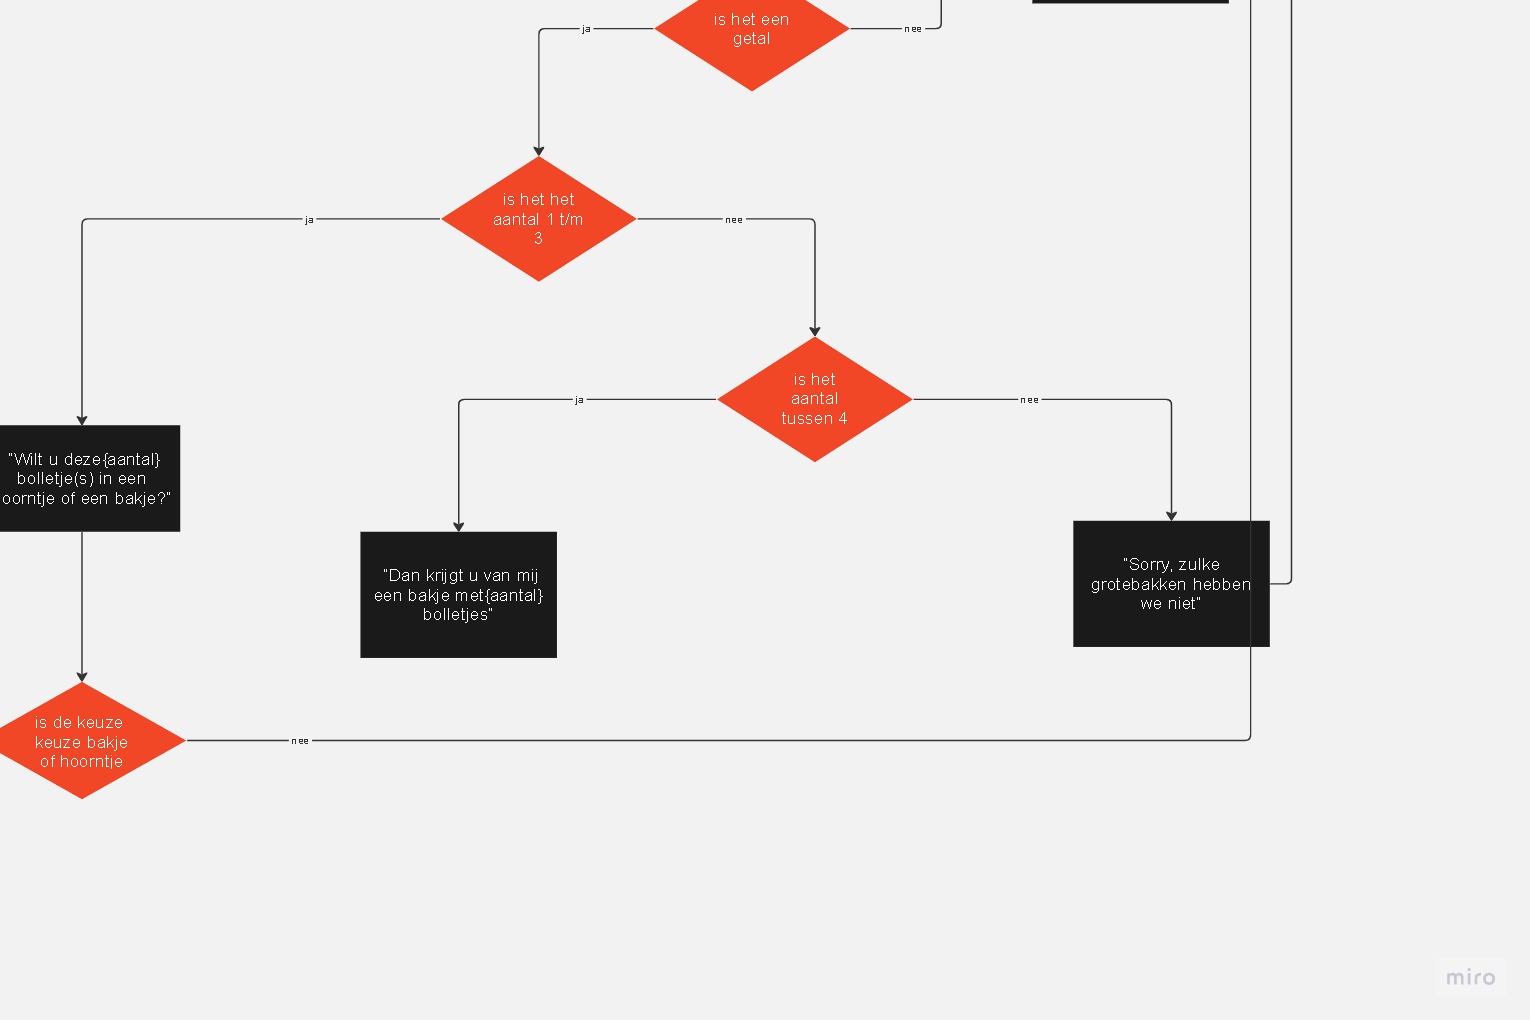 is het een
getal
ja
nee
is het het
aantal 1 t/m
3
ja
nee
is het
aantal
tussen 4
ja
nee
"Wilt u deze{aantal}
bolletje(s) in een
oorntje of een bakje?"
"Dan krijgt u van mij
een bakje met{aantal}
bolletjes"
"Sorry, zulke
grotebakken hebben
we niet"
is de keuze
keuze bakje
of hoorntje
nee
miro